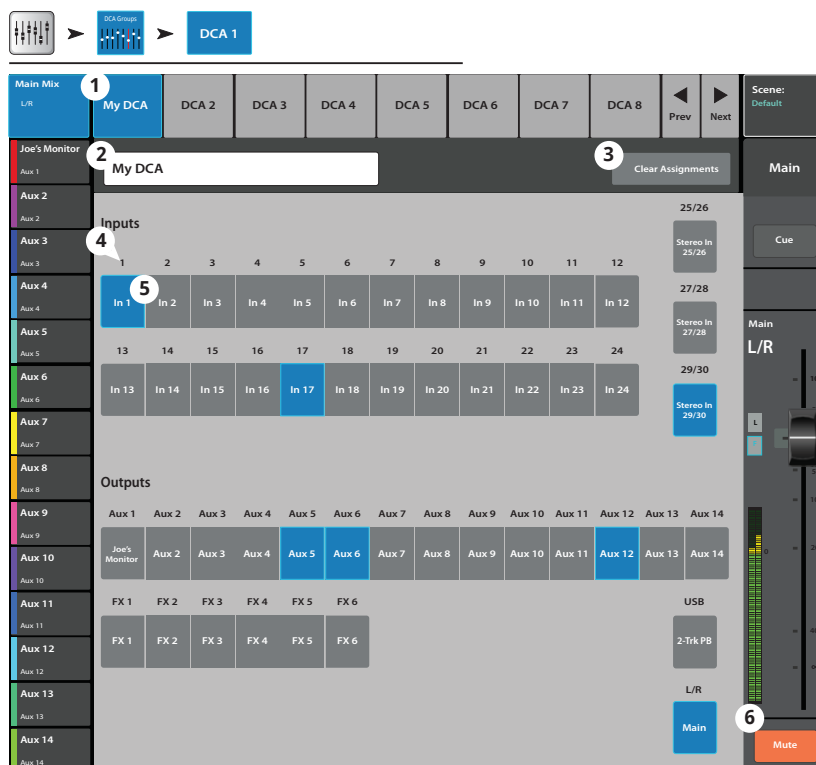 DCA Groups
DCA 1
Main Mix
L/R
1
My DCA
DCA 2
DCA 3
DCA 4
DCA 5
DCA 6
DCA 7
DCA 8
Prev
Next
Scene:
Default
Joe's Monitor
Aux 1
Aux 2
Aux 2
Aux 3
Aux 3
Aux 4
Aux 4
Aux 5
Aux 5
Aux 6
Aux 6
Aux 7
Aux 7
Aux 8
Aux 8
Aux 9
Aux 9
Aux 10
Aux 10
Aux 11
Aux 11
Aux 12
Aux 12
Aux 13
Aux 13
Aux 14
Aux 14
2
My DCA
3
Clear Assignments
Inputs
4
1 2 3 4 5 6 7 8 9 10 11 12
5
In 1 In 2 In 3 In 4 In 5 In 6 In 7 In 8 In 9 In 10 In 11 In 12
13 14 15 16 17 18 19 20 21 22 23 24
In 13 In 14 In 15 In 16 In 17 In 18 In 19 In 20 In 21 In 22 In 23 In 24
25/26
Stereo In
25/26
27/28
Stereo In
27/28
29/30
Stereo In
29/30
Outputs
Aux 1 Aux 2 Aux 3 Aux 4 Aux 5 Aux 6 Aux 7 Aux 8 Aux 9 Aux 10 Aux 11 Aux 12 Aux 13 Aux 14
Joe's
Monitor
Aux 2 Aux 3 Aux 4 Aux 5 Aux 6 Aux 7 Aux 8 Aux 9 Aux 10 Aux 11 Aux 12 Aux 13 Aux 14
FX 1 FX 2 FX 3 FX 4 FX 5 FX 6
FX 1 FX 2 FX 3 FX 4 FX 5 FX 6
USB
2-Trk PB
L/R
Main
Main
Cue
Main
L/R
L
0
6
Mute